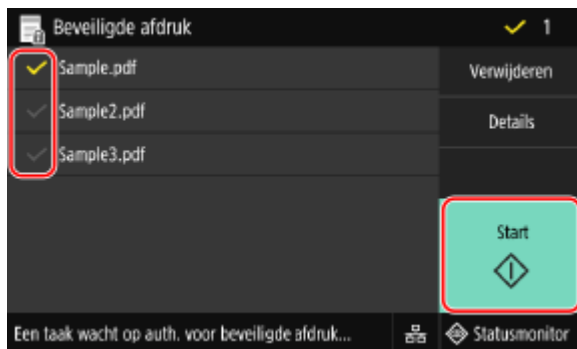 Beveiligde afdruk
1
Sample.pdf
Sample2.pdf
Sample3.pdf
Verwijderen
Details
Start
Een taak wacht op auth. voor beveiligde afdruk...
Statusmonitor